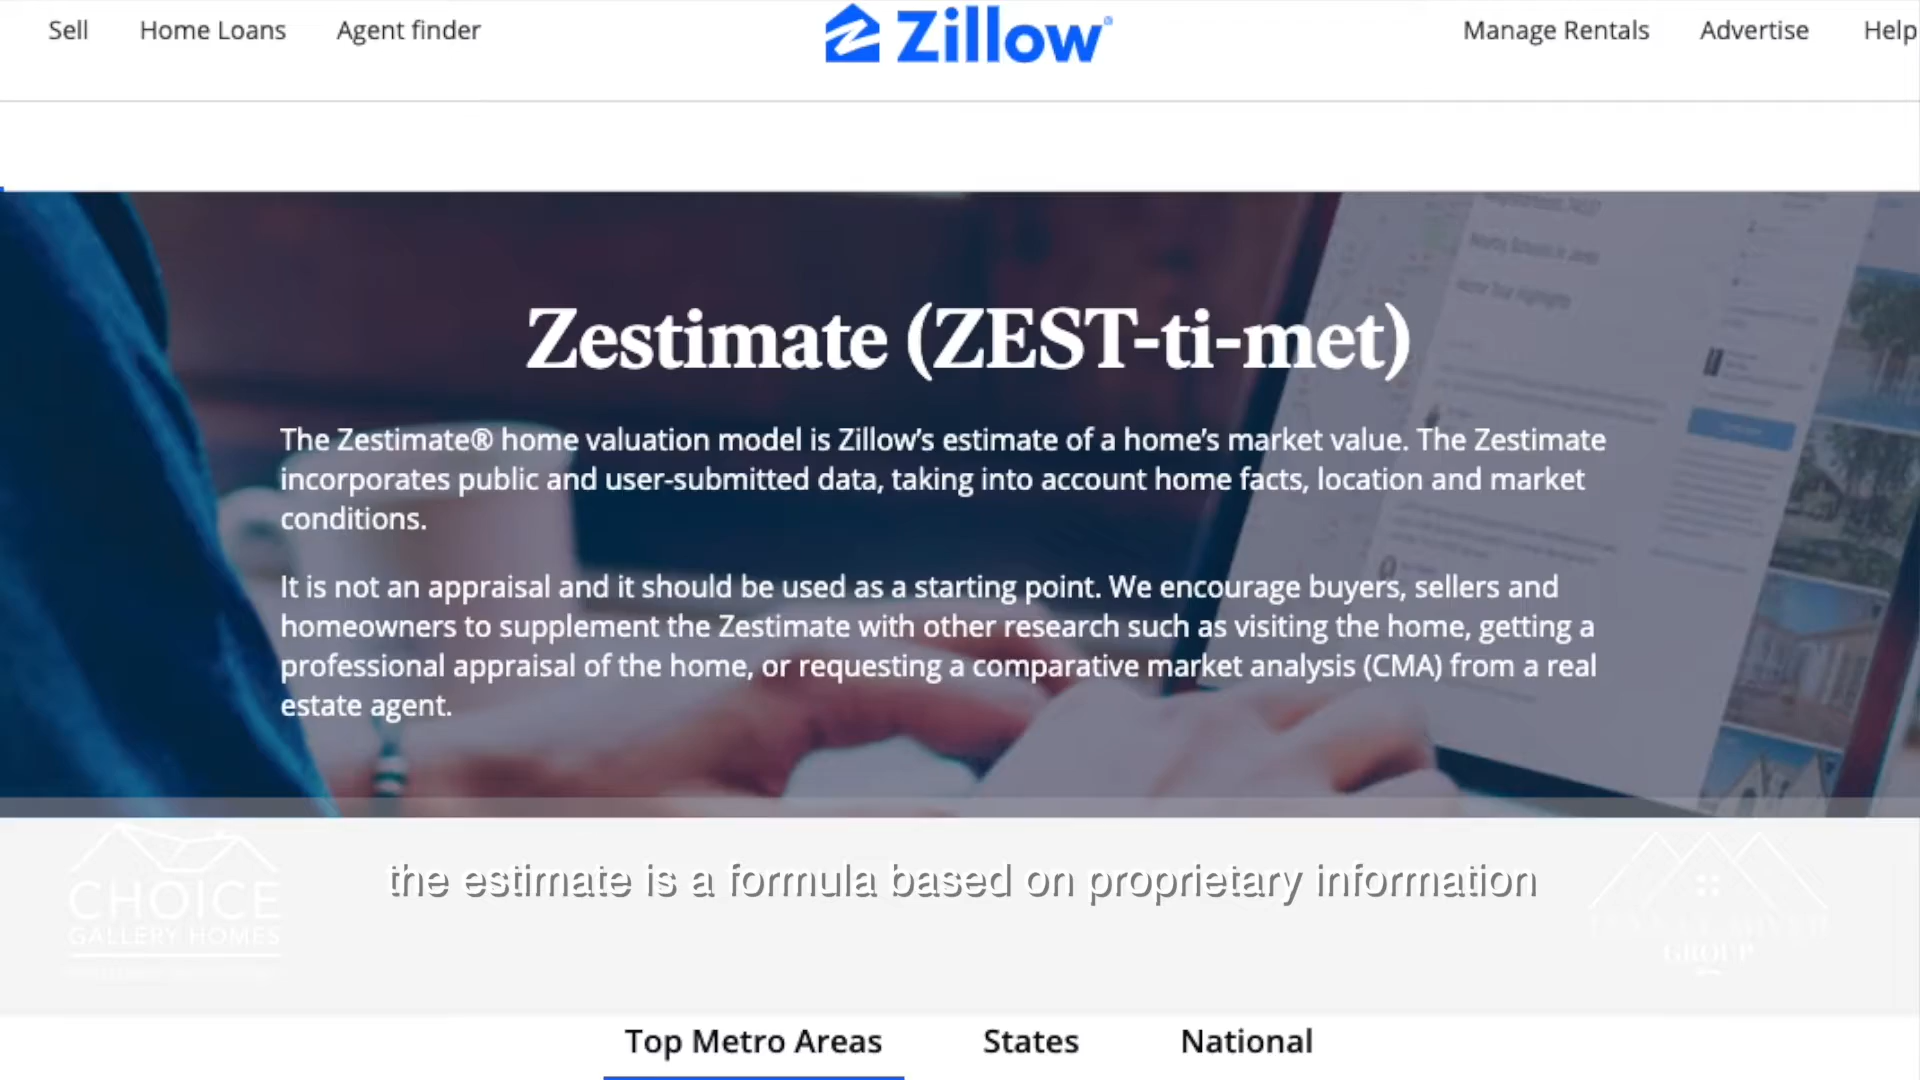 Sell Home Loans Agent finder Zillow® Manage Rentals Advertise Help
Zestimate (ZEST-ti-met)
The Zestimate® home valuation model is Zillow’s estimate of a home’s market value. The Zestimate
incorporates public and user-submitted data, taking into account home facts, location and market
conditions.
It is not an appraisal and it should be used as a starting point. We encourage buyers, sellers and
homeowners to supplement the Zestimate with other research such as visiting the home, getting a
professional appraisal of the home, or requesting a comparative market analysis (CMA) from a real
estate agent.
the estimate is a formula based on proprietary information
CHOICE
GALLERY HOMES
GROUP
Top Metro Areas States National